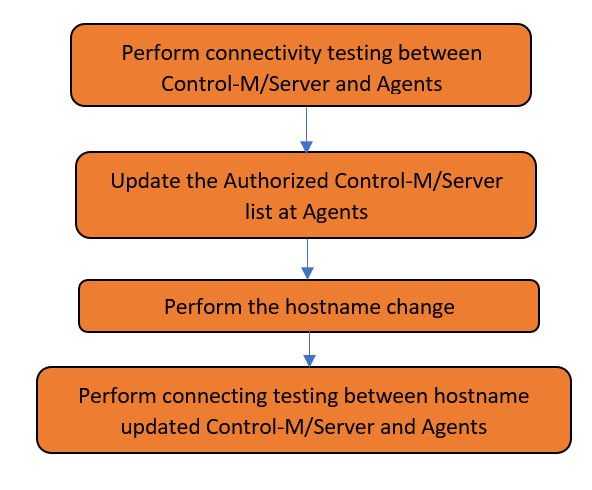 Perform connectivity testing between
Control-M/Server and Agents
Update the Authorized Control-M/Server
list at Agents
Perform the hostname change
Perform connecting testing between hostname
updated Control-M/Server and Agents